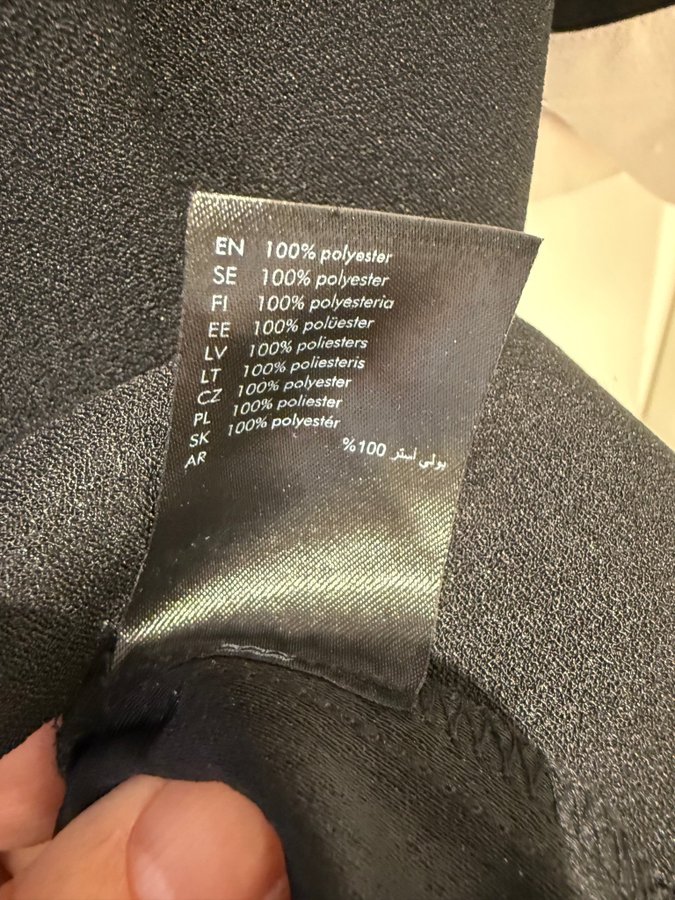 EN 100% polyester
SE 100% polyester
FI 100% polyesteria
EE 100% polüester
LV 100% poliesters
LT 100% poliesteris
CZ 100% polyester
PL 100% poliester
SK 100% polyestér
AR بولي أستر 100%